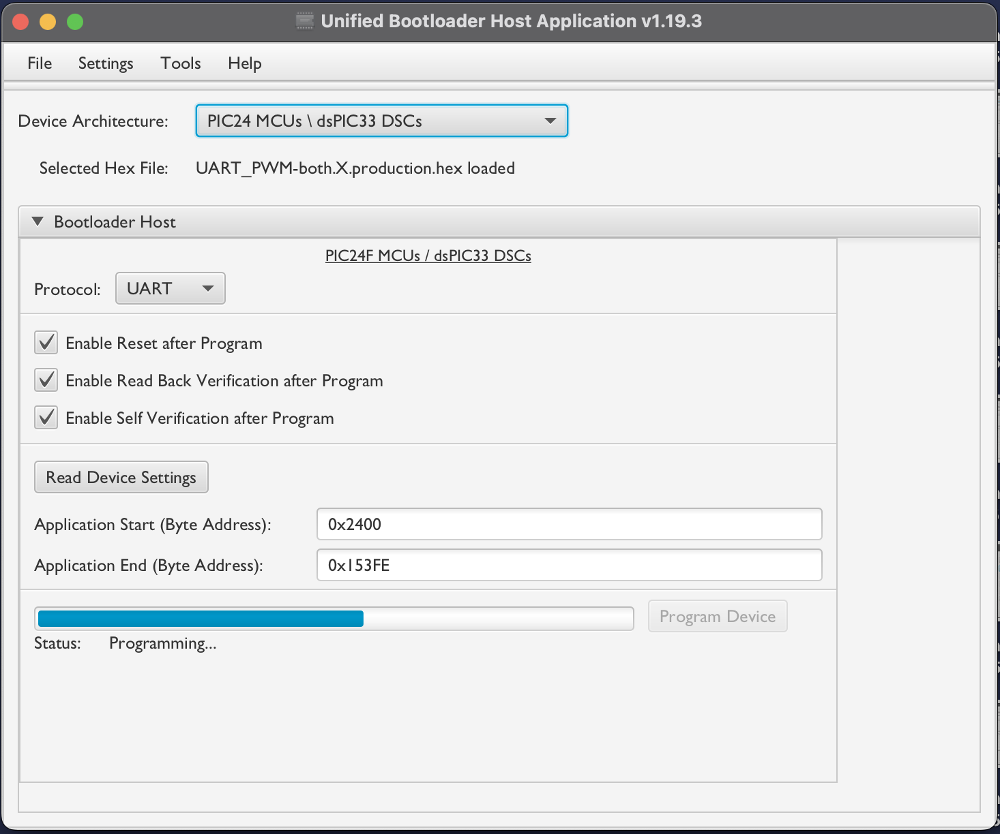 Unified Bootloader Host Application v1.19.3
File Settings Tools Help
Device Architecture: PIC24 MCUs \ dsPIC33 DSCs
Selected Hex File: UART_PWM-both.X.production.hex loaded
Bootloader Host
PIC24F MCUs / dsPIC33 DSCs
Protocol: UART
Enable Reset after Program
Enable Read Back Verification after Program
Enable Self Verification after Program
Read Device Settings
Application Start (Byte Address): 0x2400
Application End (Byte Address): 0x153FE
Program Device
Status: Programming...